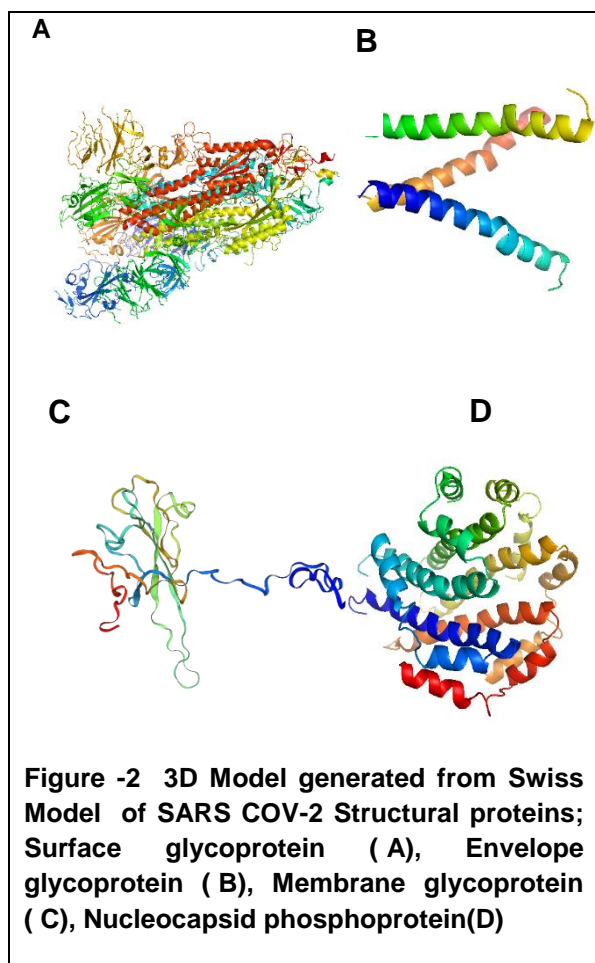 A
B
C
D
Figure -2 3D Model generated from Swiss
Model of SARS COV-2 Structural proteins;
Surface glycoprotein ( A), Envelope
glycoprotein ( B), Membrane glycoprotein
( C), Nucleocapsid phosphoprotein(D)